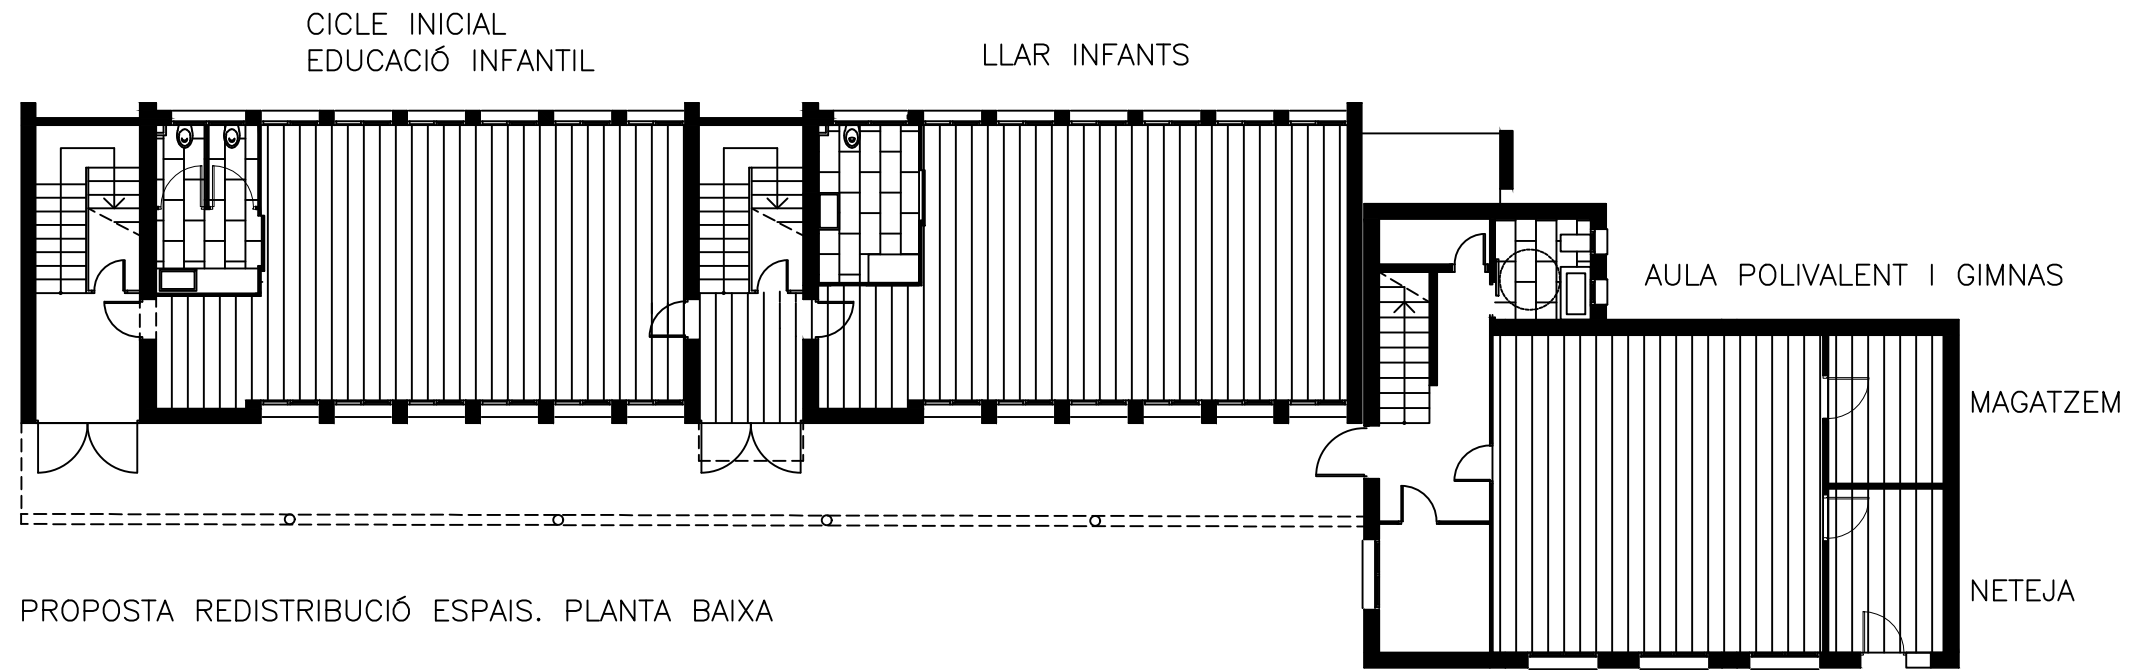 CICLE INICIAL
EDUCACIÓ INFANTIL
LLAR INFANTS
AULA POLIVALENT I GIMNAS
MAGATZEM
NETEJA
PROPOSTA REDISTRIBUCIÓ ESPAIS. PLANTA BAIXA